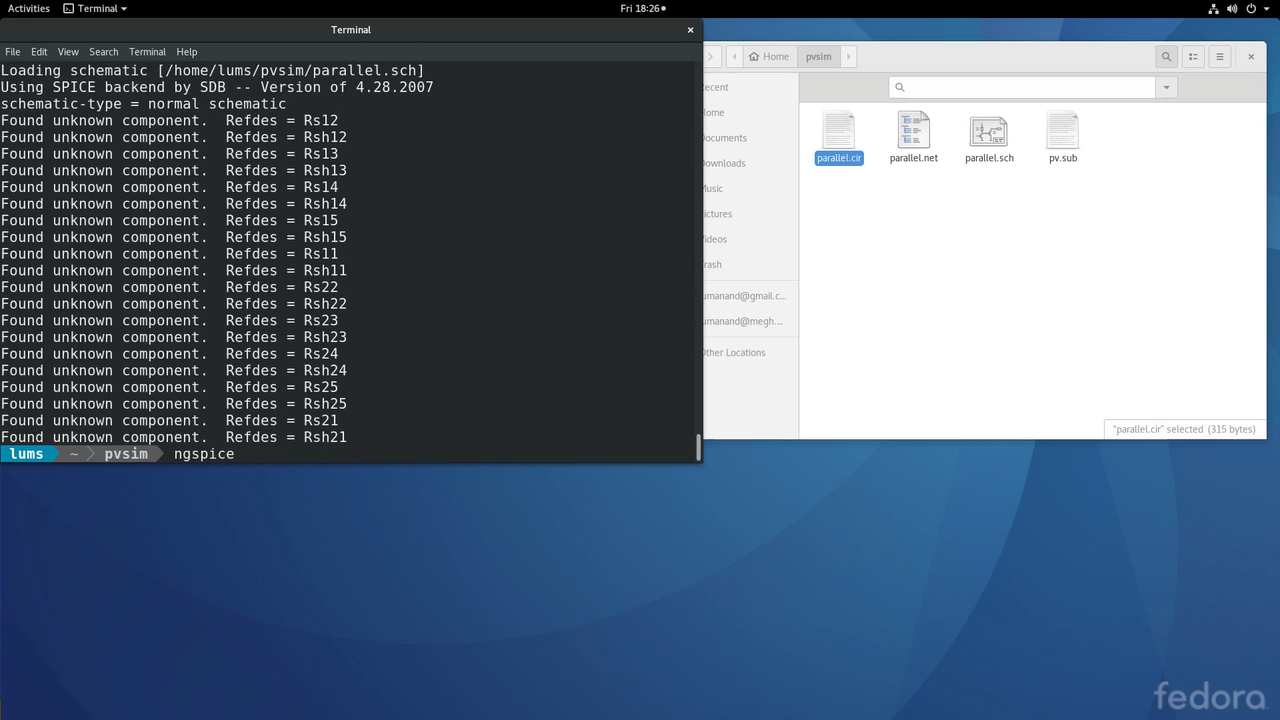 Activities Terminal Fri 18:26
Terminal
File Edit View Search Terminal Help
Loading schematic [/home/lums/pvsim/parallel.sch]
Using SPICE backend by SDB -- Version of 4.28.2007
schematic-type = normal schematic
Found unknown component.  Refdes = Rs12
Found unknown component.  Refdes = Rsh12
Found unknown component.  Refdes = Rs13
Found unknown component.  Refdes = Rsh13
Found unknown component.  Refdes = Rs14
Found unknown component.  Refdes = Rsh14
Found unknown component.  Refdes = Rs15
Found unknown component.  Refdes = Rsh15
Found unknown component.  Refdes = Rs11
Found unknown component.  Refdes = Rsh11
Found unknown component.  Refdes = Rs22
Found unknown component.  Refdes = Rsh22
Found unknown component.  Refdes = Rs23
Found unknown component.  Refdes = Rsh23
Found unknown component.  Refdes = Rs24
Found unknown component.  Refdes = Rsh24
Found unknown component.  Refdes = Rs25
Found unknown component.  Refdes = Rsh25
Found unknown component.  Refdes = Rs21
Found unknown component.  Refdes = Rsh21
lums ~ pvsim ngspice
Home pvsim
ecent
ome
ocuments
ownloads
usic
ictures
ideos
rash
umanand@gmail.c...
umanand@megh...
Other Locations
parallel.cir parallel.net parallel.sch pv.sub
"parallel.cir" selected (315 bytes)
fedora